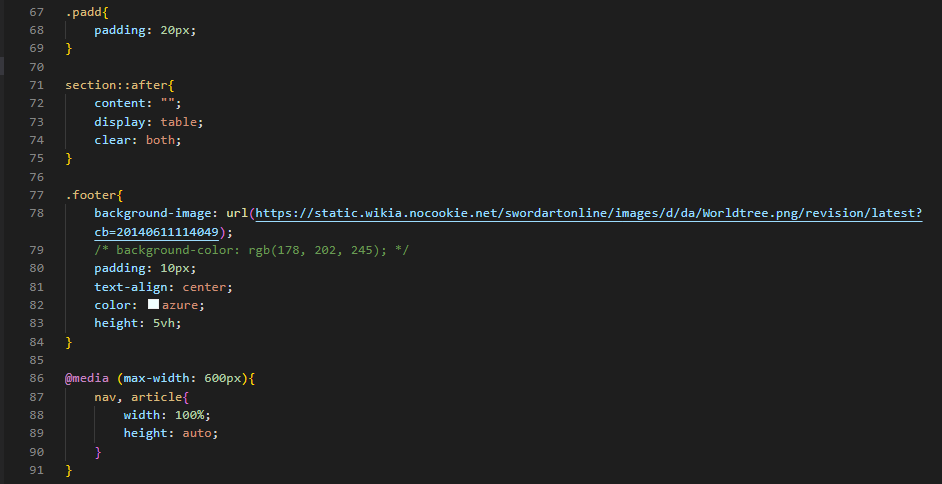 67 .padd{
68     padding: 20px;
69 }
70
71 section::after{
72     content: "";
73     display: table;
74     clear: both;
75 }
76
77 .footer{
78     background-image: url(https://static.wikia.nocookie.net/swordartonline/images/d/da/Worldtree.png/revision/latest?
    cb=20140611114049);
79     /* background-color: rgb(178, 202, 245); */
80     padding: 10px;
81     text-align: center;
82     color: azure;
83     height: 5vh;
84 }
85
86 @media (max-width: 600px){
87     nav, article{
88         width: 100%;
89         height: auto;
90     }
91 }